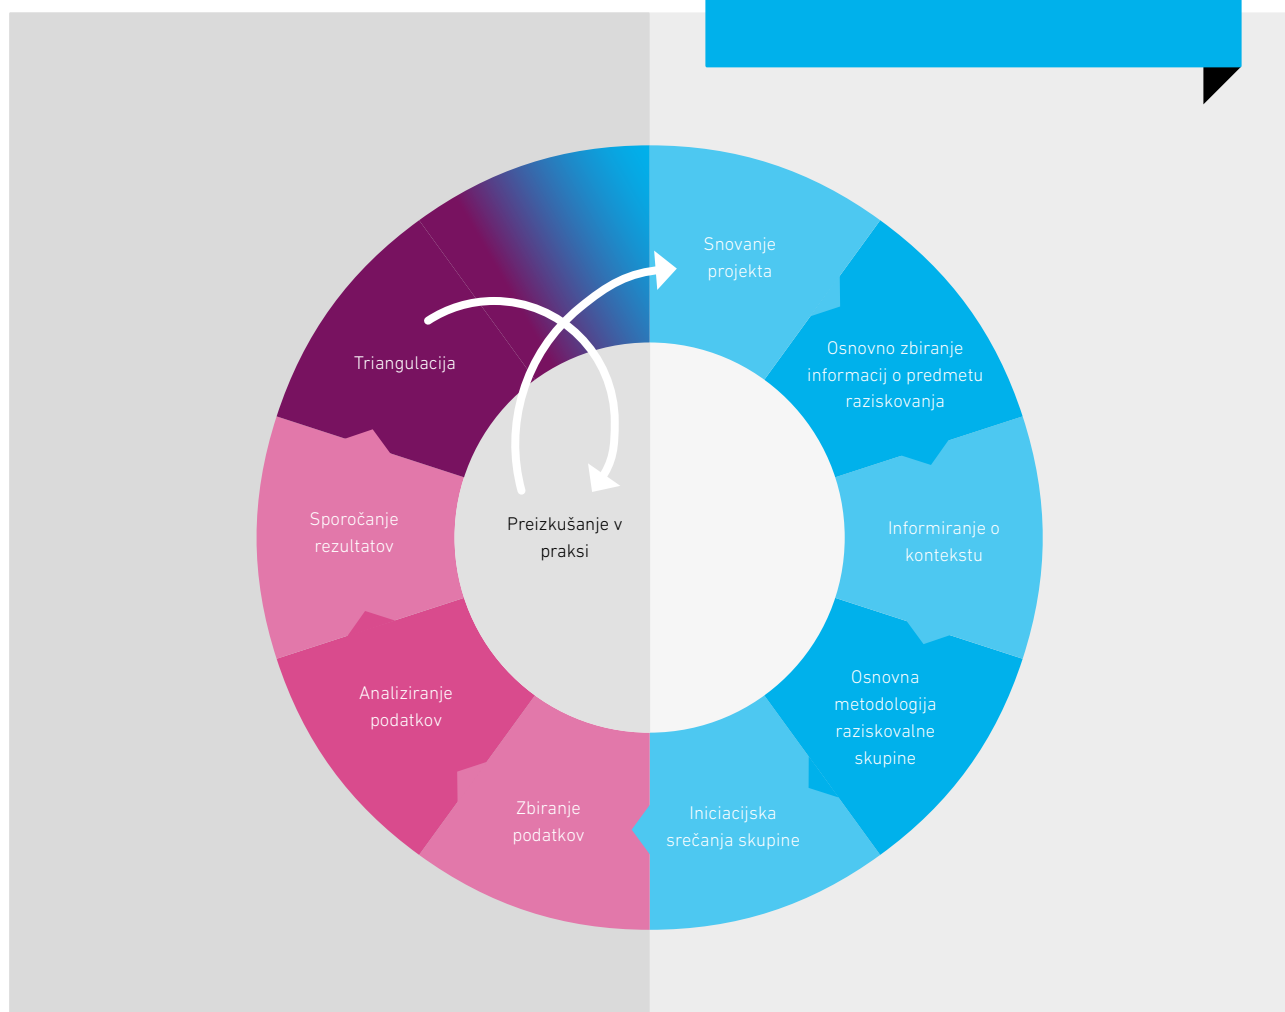 Snovanje
projekta
Osnovno zbiranje
informacij o predmetu
raziskovanja
Informiranje o
kontekstu
Osnovna
metodologija
raziskovalne
skupine
Iniciacijska
srečanja skupine
Zbiranje
podatkov
Analiziranje
podatkov
Sporočanje
rezultatov
Triangulacija
Preizkušanje v
praksi